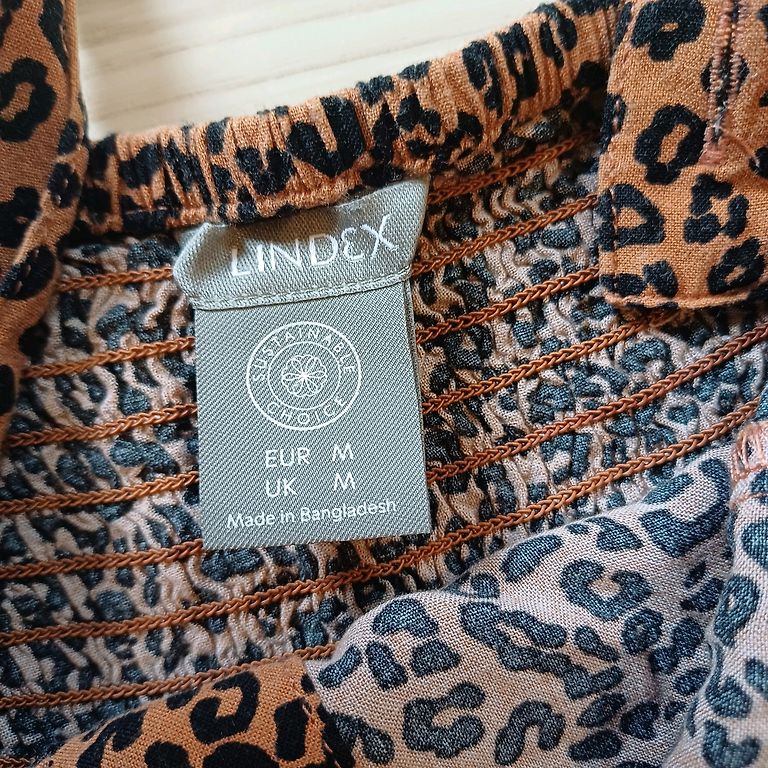 LINDEX
SUSTAINABLE
CHOICE
EUR M
UK M
Made in Bangladesh